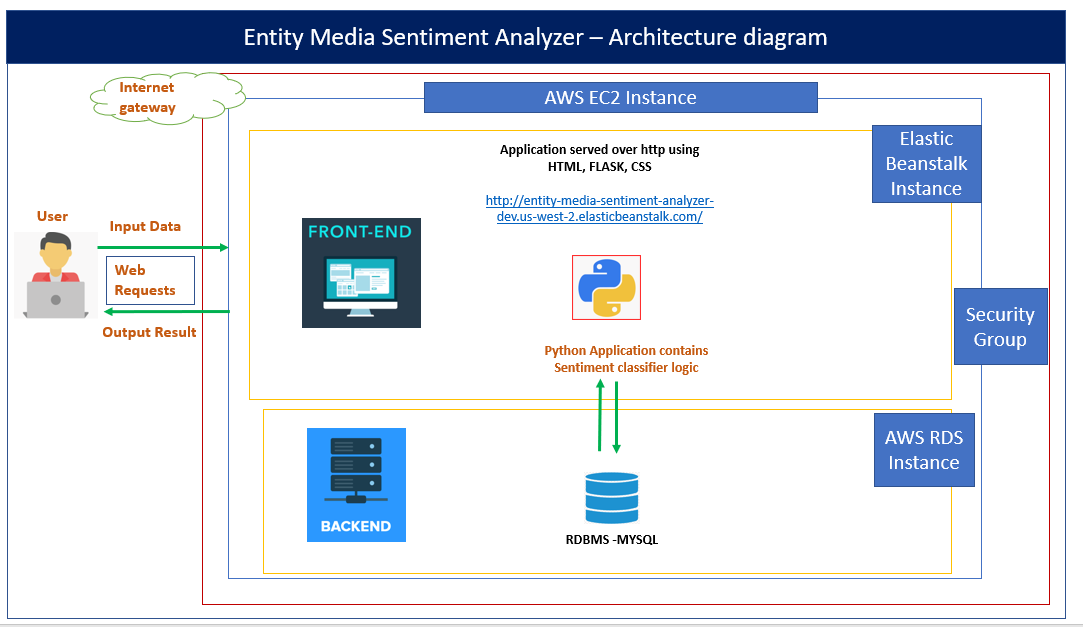 Entity Media Sentiment Analyzer – Architecture diagram
Internet
gateway
AWS EC2 Instance
Application served over http using
HTML, FLASK, CSS
Elastic
Beanstalk
Instance
http://entity-media-sentiment-analyzer-
dev.us-west-2.elasticbeanstalk.com/
User
Input Data
FRONT-END
Web
Requests
Output Result
Security
Group
Python Application contains
Sentiment classifier logic
AWS RDS
Instance
BACKEND
RDBMS -MYSQL